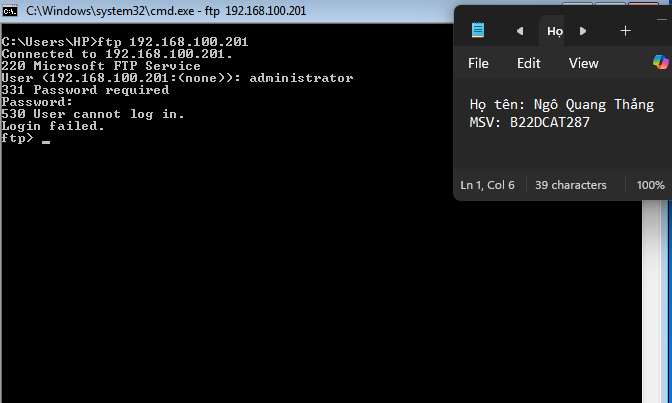 C:\Windows\system32\cmd.exe - ftp 192.168.100.201
C:\Users\HP>ftp 192.168.100.201
Connected to 192.168.100.201.
220 Microsoft FTP Service
User (192.168.100.201:(none)): administrator
331 Password required
Password:
530 User cannot log in.
Login failed.
ftp> _
Họ
File Edit View
Họ tên: Ngô Quang Thắng
MSV: B22DCAT287
Ln 1, Col 6 39 characters 100%